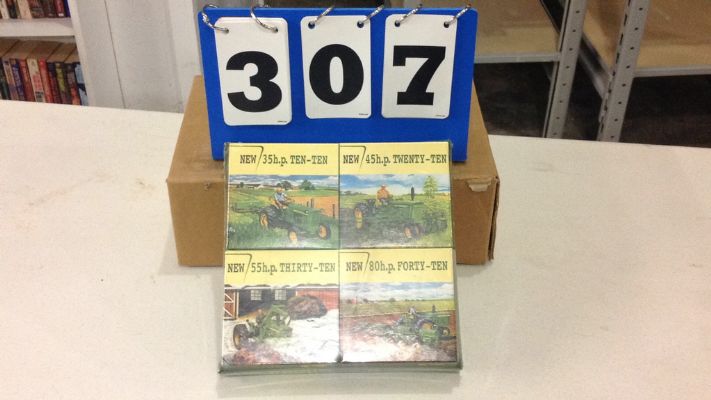 307
NEW 35h.p. TEN-TEN
NEW 45h.p. TWENTY-TEN
NEW 55h.p. THIRTY-TEN
NEW 80h.p. FORTY-TEN